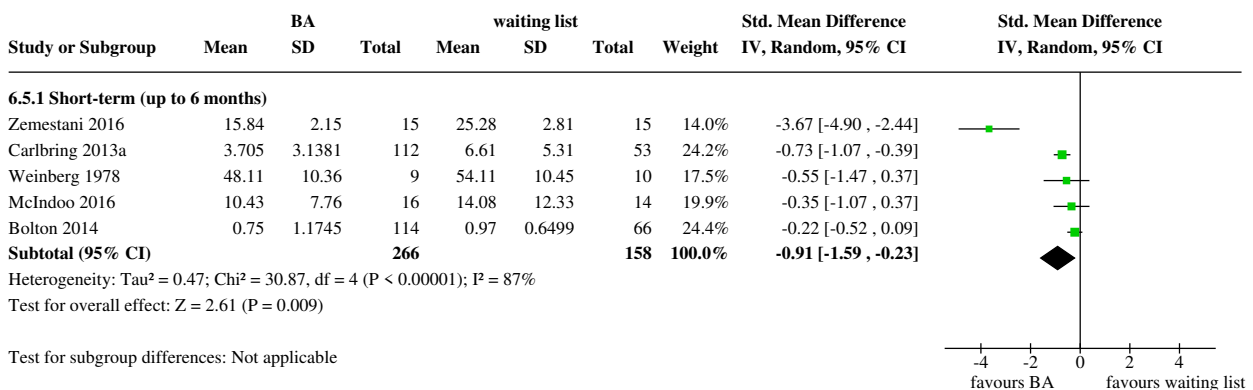 BA waiting list Std. Mean Difference Std. Mean Difference
Study or Subgroup Mean SD Total Mean SD Total Weight IV, Random, 95% CI IV, Random, 95% CI
6.5.1 Short-term (up to 6 months)
Zemestani 2016 15.84 2.15 15 25.28 2.81 15 14.0% -3.67 [-4.90 , -2.44]
Carlbring 2013a 3.705 3.1381 112 6.61 5.31 53 24.2% -0.73 [-1.07 , -0.39]
Weinberg 1978 48.11 10.36 9 54.11 10.45 10 17.5% -0.55 [-1.47 , 0.37]
McIndoo 2016 10.43 7.76 16 14.08 12.33 14 19.9% -0.35 [-1.07 , 0.37]
Bolton 2014 0.75 1.1745 114 0.97 0.6499 66 24.4% -0.22 [-0.52 , 0.09]
Subtotal (95% CI) 266 158 100.0% -0.91 [-1.59 , -0.23]
Heterogeneity: Tau² = 0.47; Chi² = 30.87, df = 4 (P < 0.00001); I² = 87%
Test for overall effect: Z = 2.61 (P = 0.009)
Test for subgroup differences: Not applicable
-4 -2 0 2 4
favours BA favours waiting list